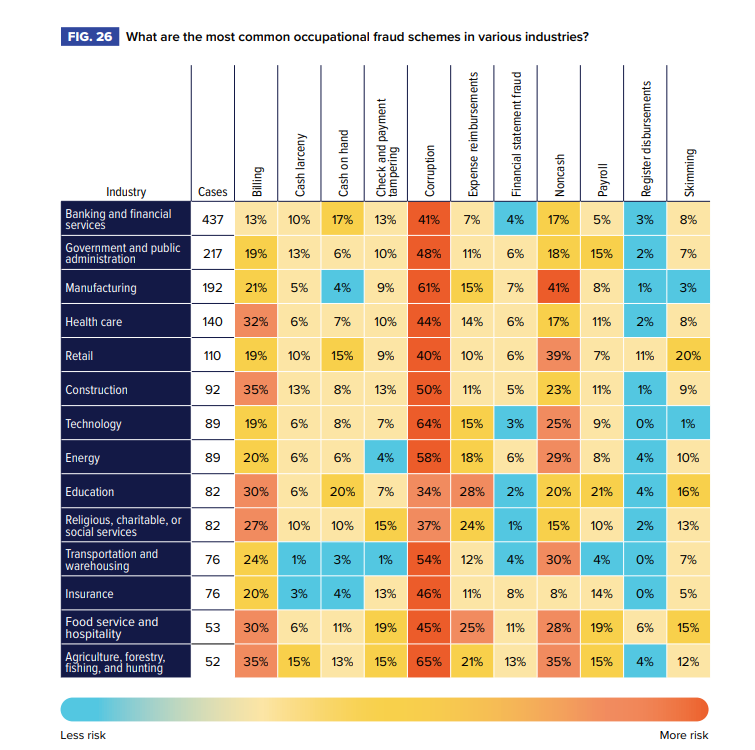 FIG. 26 What are the most common occupational fraud schemes in various industries?
Industry Cases Billing Cash larceny Cash on hand Check and payment tampering Corruption Expense reimbursements Financial statement fraud Noncash Payroll Register disbursements Skimming
Banking and financial services 437 13% 10% 17% 13% 41% 7% 4% 17% 5% 3% 8%
Government and public administration 217 19% 13% 6% 10% 48% 11% 6% 18% 15% 2% 7%
Manufacturing 192 21% 5% 4% 9% 61% 15% 7% 41% 8% 1% 3%
Health care 140 32% 6% 7% 10% 44% 14% 6% 17% 11% 2% 8%
Retail 110 19% 10% 15% 9% 40% 10% 6% 39% 7% 11% 20%
Construction 92 35% 13% 8% 13% 50% 11% 5% 23% 11% 1% 9%
Technology 89 19% 6% 8% 7% 64% 15% 3% 25% 9% 0% 1%
Energy 89 20% 6% 6% 4% 58% 18% 6% 29% 8% 4% 10%
Education 82 30% 6% 20% 7% 34% 28% 2% 20% 21% 4% 16%
Religious, charitable, or social services 82 27% 10% 10% 15% 37% 24% 1% 15% 10% 2% 13%
Transportation and warehousing 76 24% 1% 3% 1% 54% 12% 4% 30% 4% 0% 7%
Insurance 76 20% 3% 4% 13% 46% 11% 8% 8% 14% 0% 5%
Food service and hospitality 53 30% 6% 11% 19% 45% 25% 11% 28% 19% 6% 15%
Agriculture, forestry, fishing, and hunting 52 35% 15% 13% 15% 65% 21% 13% 35% 15% 4% 12%
Less risk More risk